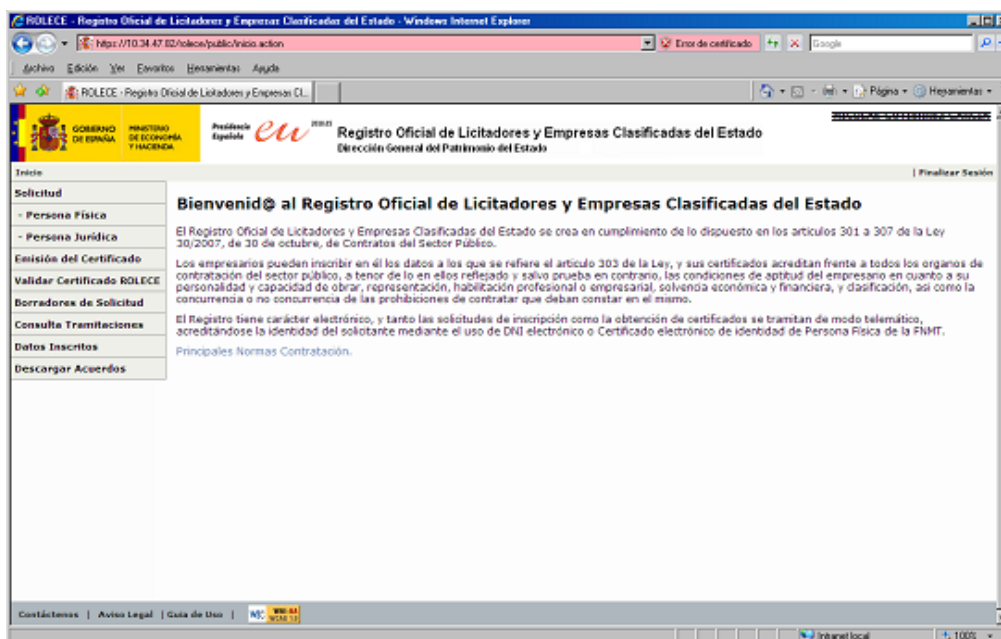 ROLECE - Registro Oficial de Licitadores y Empresas Clasificadas del Estado - Windows Internet Explorer
https://10.34.47.82/rolece/public/inicio.action
Error de certificado
Google
Archivo Edición Ver Favoritos Herramientas Ayuda
ROLECE - Registro Oficial de Licitadores y Empresas Cl...
Página Herramientas
GOBIERNO DE ESPAÑA
MINISTERIO DE ECONOMÍA Y HACIENDA
Presidencia Española
eu
Registro Oficial de Licitadores y Empresas Clasificadas del Estado
Dirección General del Patrimonio del Estado
Inicio
| Finalizar Sesión
Solicitud
- Persona Física
- Persona Jurídica
Emisión del Certificado
Validar Certificado ROLECE
Borradores de Solicitud
Consulta Tramitaciones
Datos Inscritos
Descargar Acuerdos
Bienvenid@ al Registro Oficial de Licitadores y Empresas Clasificadas del Estado
El Registro Oficial de Licitadores y Empresas Clasificadas del Estado se crea en cumplimiento de lo dispuesto en los artículos 301 a 307 de la Ley
30/2007, de 30 de octubre, de Contratos del Sector Público.
Los empresarios pueden inscribir en él los datos a los que se refiere el artículo 303 de la Ley, y sus certificados acreditan frente a todos los organos de
contratación del sector público, a tenor de lo en ellos reflejado y salvo prueba en contrario, las condiciones de aptitud del empresario en cuanto a su
personalidad y capacidad de obrar, representación, habilitación profesional o empresarial, solvencia económica y financiera, y clasificación, así como la
concurrencia o no concurrencia de las prohibiciones de contratar que deban constar en el mismo.
El Registro tiene carácter electrónico, y tanto las solicitudes de inscripción como la obtención de certificados se tramitan de modo telemático,
acreditándose la identidad del solicitante mediante el uso de DNI electrónico o Certificado electrónico de identidad de Persona Física de la FNMT.
Principales Normas Contratación.
Contáctenos | Aviso Legal | Guia de Uso |
W3C WAI-AA WCAG 1.0
Intranet local
100%